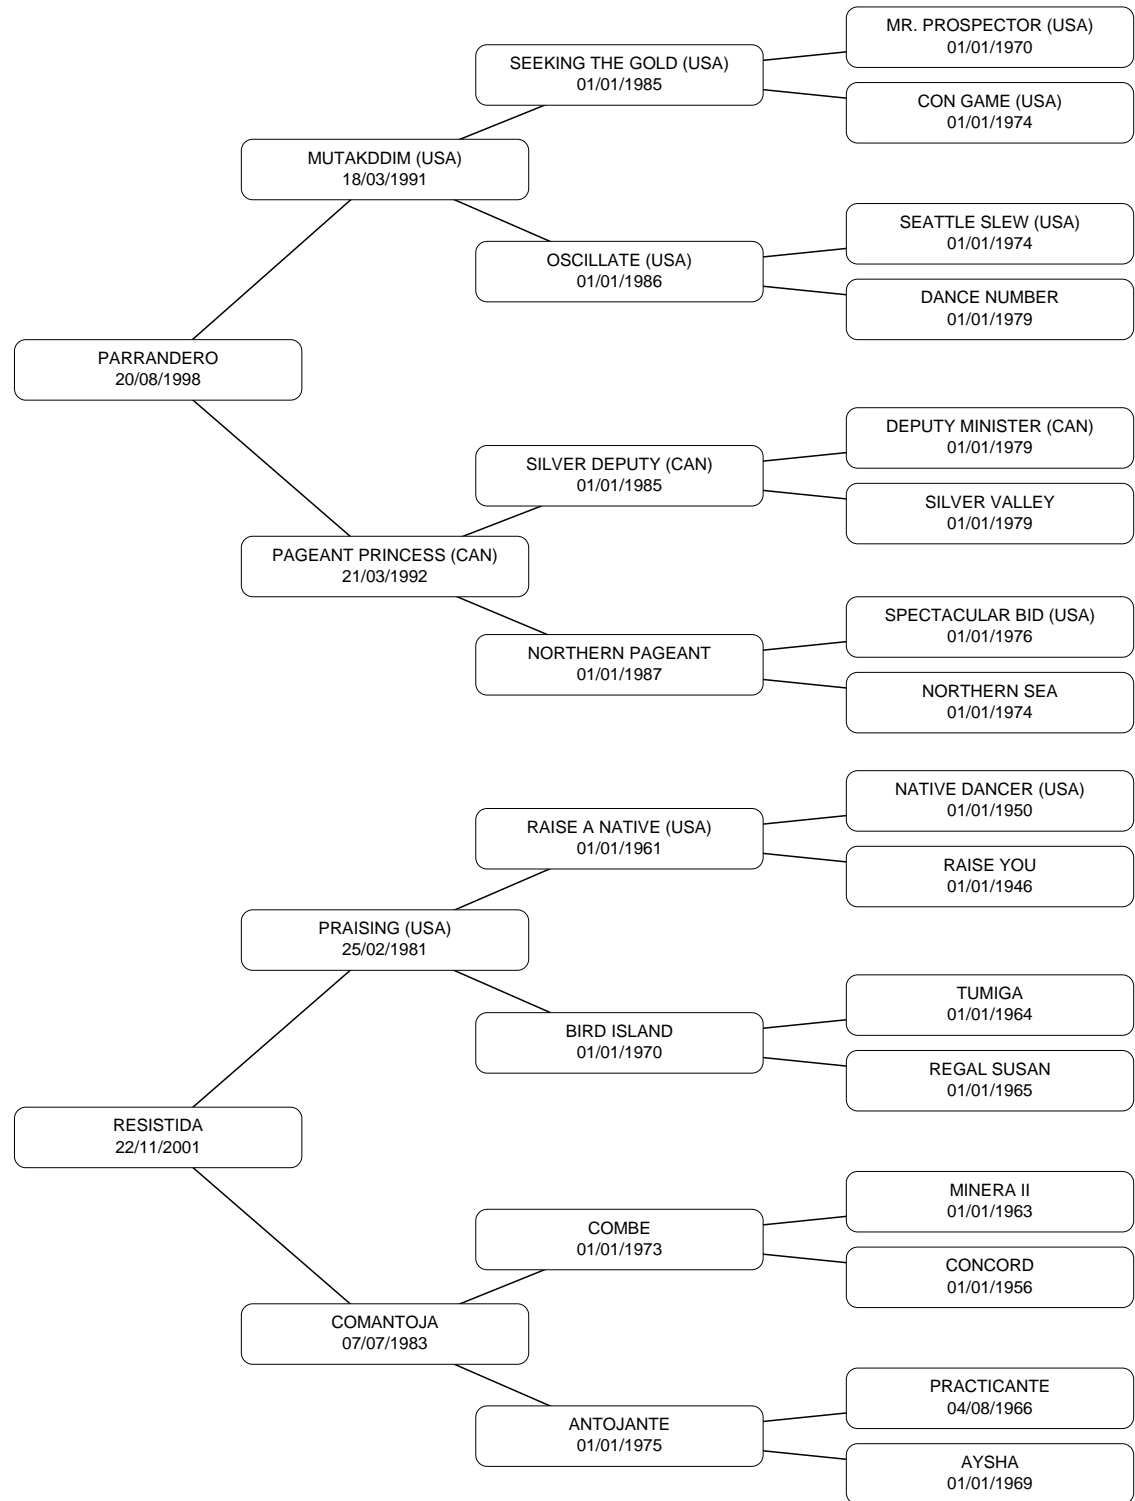 MR. PROSPECTOR (USA)
01/01/1970
SEEKING THE GOLD (USA)
01/01/1985
CON GAME (USA)
01/01/1974
MUTAKDDIM (USA)
18/03/1991
SEATTLE SLEW (USA)
01/01/1974
OSCILLATE (USA)
01/01/1986
DANCE NUMBER
01/01/1979
PARRANDERO
20/08/1998
DEPUTY MINISTER (CAN)
01/01/1979
SILVER DEPUTY (CAN)
01/01/1985
SILVER VALLEY
01/01/1979
PAGEANT PRINCESS (CAN)
21/03/1992
SPECTACULAR BID (USA)
01/01/1976
NORTHERN PAGEANT
01/01/1987
NORTHERN SEA
01/01/1974
NATIVE DANCER (USA)
01/01/1950
RAISE A NATIVE (USA)
01/01/1961
RAISE YOU
01/01/1946
PRAISING (USA)
25/02/1981
TUMIGA
01/01/1964
BIRD ISLAND
01/01/1970
REGAL SUSAN
01/01/1965
RESISTIDA
22/11/2001
MINERA II
01/01/1963
COMBE
01/01/1973
CONCORD
01/01/1956
COMANTOJA
07/07/1983
PRACTICANTE
04/08/1966
ANTOJANTE
01/01/1975
AYSHA
01/01/1969